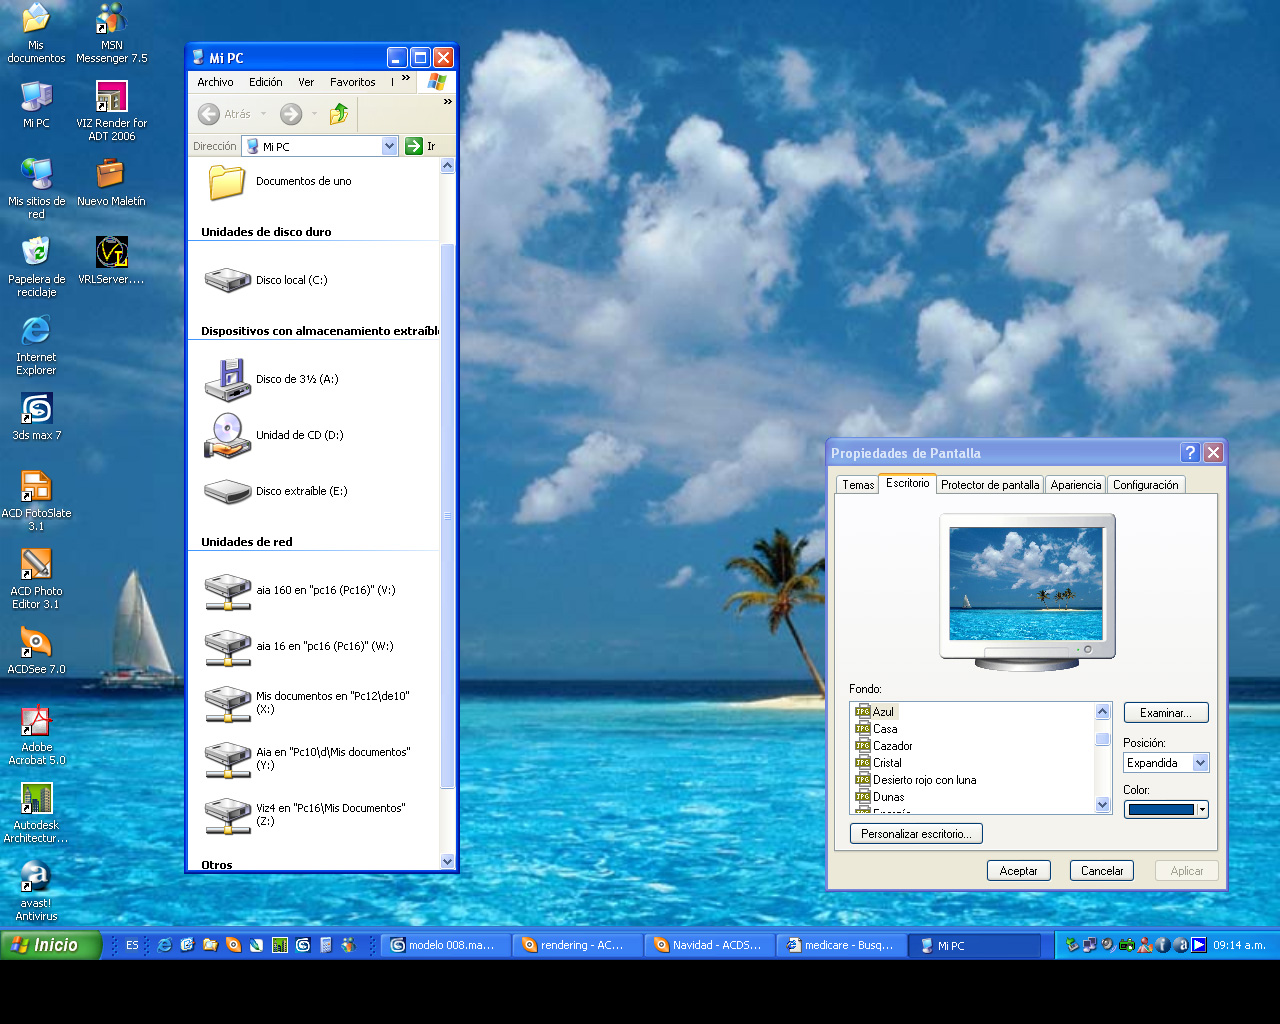 Mis
documentos
MSN
Messenger 7.5
Mi PC
VIZ Render for
ADT 2006
Mis sitios de
red
Nuevo Maletín
Papelera de
reciclaje
VRLServer....
Internet
Explorer
3ds max 7
ACD FotoSlate
3.1
ACD Photo
Editor 3.1
ACDSee 7.0
Adobe
Acrobat 5.0
Autodesk
Architectur...
avast!
Antivirus
Mi PC
Archivo Edición Ver Favoritos
Atrás
Dirección Mi PC Ir
Documentos de uno
Unidades de disco duro
Disco local (C:)
Dispositivos con almacenamiento extraíbl
Disco de 3½ (A:)
Unidad de CD (D:)
Disco extraíble (E:)
Unidades de red
aia 160 en "pc16 (Pc16)" (V:)
aia 16 en "pc16 (Pc16)" (W:)
Mis documentos en "Pc12\de10"
(X:)
Aia en "Pc10\d\Mis documentos"
(Y:)
Viz4 en "Pc16\Mis Documentos"
(Z:)
Otros
Propiedades de Pantalla
Temas Escritorio Protector de pantalla Apariencia Configuración
Fondo:
Azul
Casa
Cazador
Cristal
Desierto rojo con luna
Dunas
Examinar...
Posición:
Expandida
Color:
Personalizar escritorio...
Aceptar Cancelar Aplicar
Inicio ES modelo 008.ma... rendering - AC... Navidad - ACDS... medicare - Busq... Mi PC 09:14 a.m.